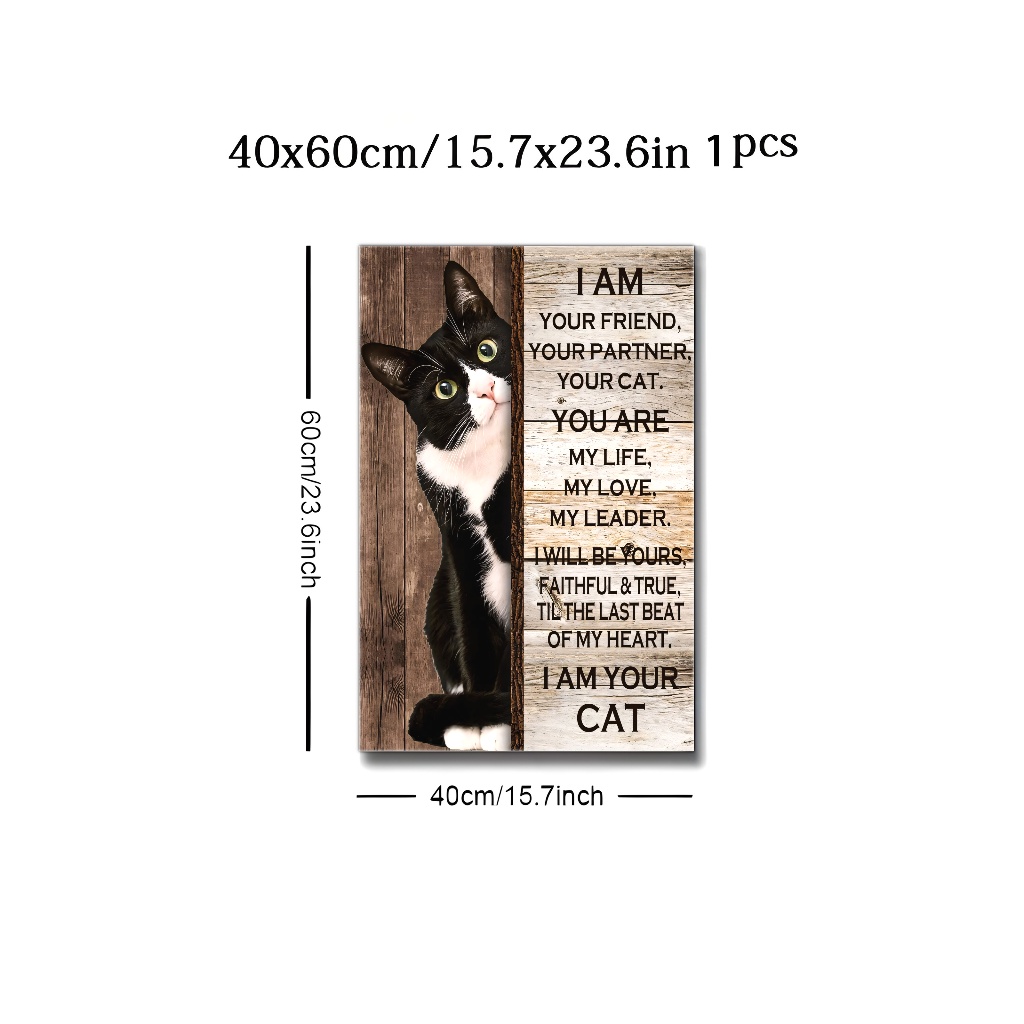 40x60cm/15.7x23.6in 1pcs
60cm/23.6inch
I AM
YOUR FRIEND,
YOUR PARTNER,
YOUR CAT.
YOU ARE
MY LIFE,
MY LOVE,
MY LEADER.
I WILL BE YOURS,
FAITHFUL & TRUE,
TIL THE LAST BEAT
OF MY HEART.
I AM YOUR
CAT
40cm/15.7inch